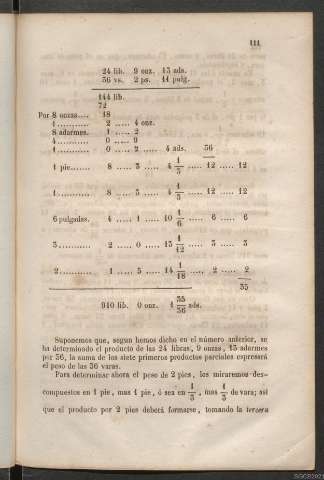 111
24 lib. 9 onz. 13 ads.
36 vs. 2 ps. 11 pulg.
144 lib.
72
Por 8 onzas.... 18
1........... 2 ..... 4 onz.
8 adarmes. 1 ..... 2
4........... 0 ..... 9
1........... 0 ..... 2 ..... 4 ads. 36
1 pie....... 8 ..... 3 ..... 4 1/3 ..... 12 ..... 12
1........... 8 ..... 3 ..... 4 1/3 ..... 12 ..... 12
6 pulgadas. 4 ..... 1 ..... 10 1/6 ..... 6 ..... 6
3........... 2 ..... 0 ..... 13 1/12 ..... 3 ..... 3
2........... 1 ..... 5 ..... 14 1/18 ..... 2 ..... 2
35
910 lib. 0 onz. 1 35/36 ads.
Suponemos que, segun hemos dicho en el número anterior, se
ha determinado el producto de las 24 libras, 9 onzas, 13 adarmes
por 36, la suma de los siete primeros productos parciales expresará
el peso de las 36 varas.
Para determinar ahora el peso de 2 pies, los miraremos des-
compuestos en 1 pie, mas 1 pie, ó sea en 1/3, mas 1/3 de vara; así
que el producto por 2 pies deberá formarse, tomando la tercera